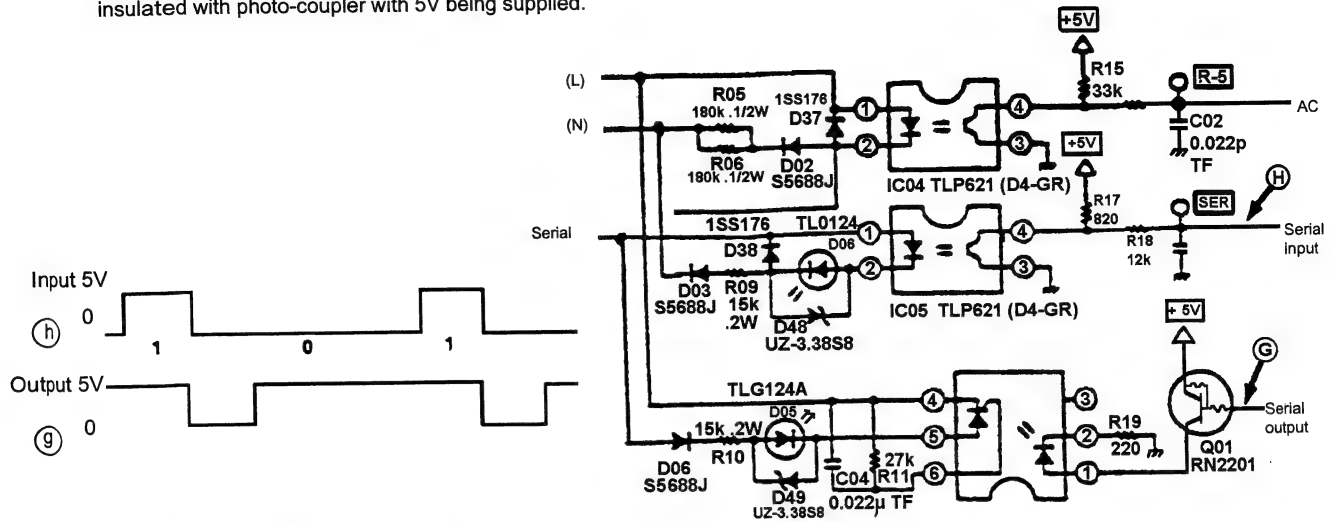 insulated with photo-coupler with 5V being supplied.
+5V
R15
33k
R-5
(L)
R05
180k .1/2W
1SS176
D37
1
4
AC
(N)
C02
0.022p
TF
R06
180k .1/2W
D02
S5688J
2
3
+5V
IC04 TLP621 (D4-GR)
H
R17
820
SER
1SS176
TL0124
1
4
Serial
D38
D06
R18
12k
Serial
input
D03
S5688J
R09
15k
.2W
2
3
D48
UZ-3.38S8
IC05 TLP621 (D4-GR)
Input 5V
0
h
1 0 1
Output 5V
0
g
+ 5V
G
TLG124A
4
3
D05
15k .2W
R10
5
2
R19
220
Serial
output
D06
S5688J
27k
R11
C04
0.022μ TF
6
1
Q01
RN2201
D49
UZ-3.38S8